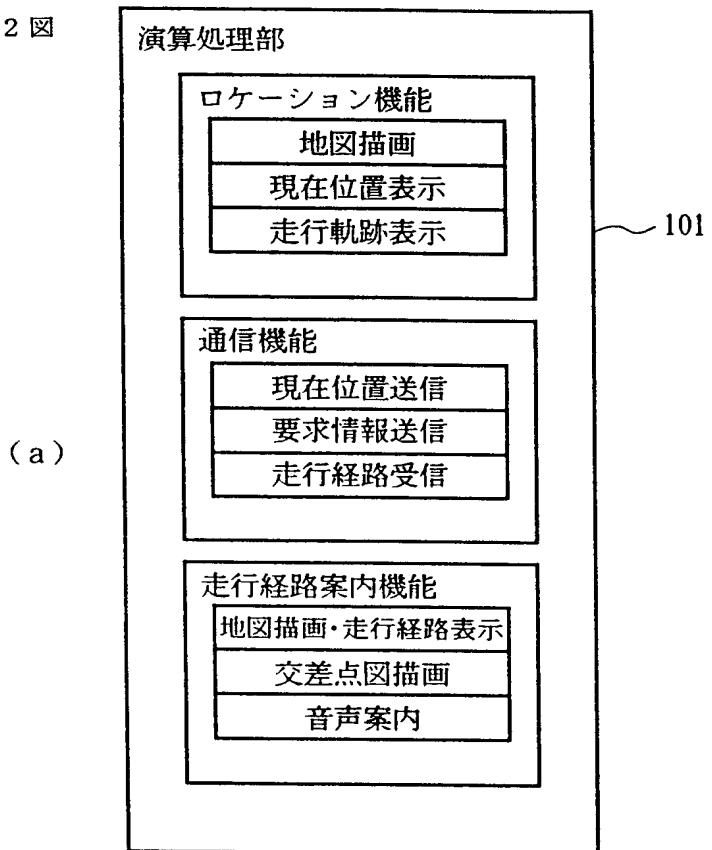 2図
演算処理部
ロケーション機能
地図描画
現在位置表示
走行軌跡表示
101
通信機能
現在位置送信
要求情報送信
走行経路受信
(a)
走行経路案内機能
地図描画・走行経路表示
交差点図描画
音声案内